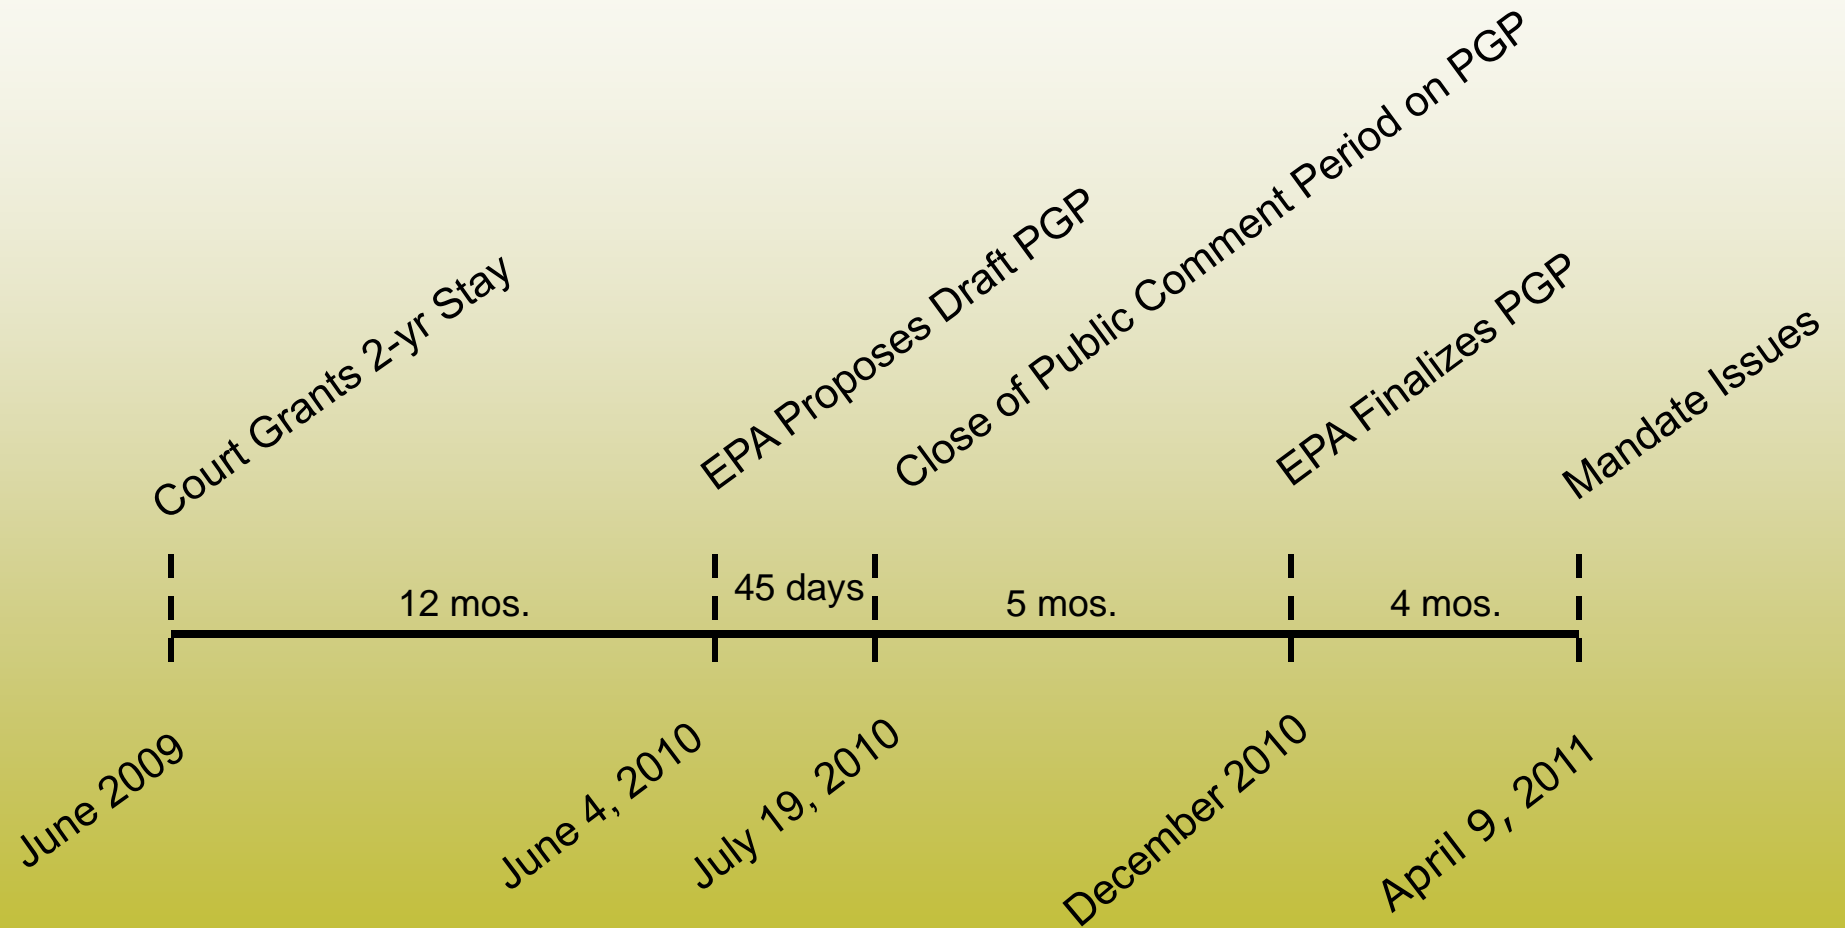 Court Grants 2-yr Stay
EPA Proposes Draft PGP
Close of Public Comment Period on PGP
EPA Finalizes PGP
Mandate Issues
12 mos.
45 days
5 mos.
4 mos.
June 2009
June 4, 2010
July 19, 2010
December 2010
April 9, 2011